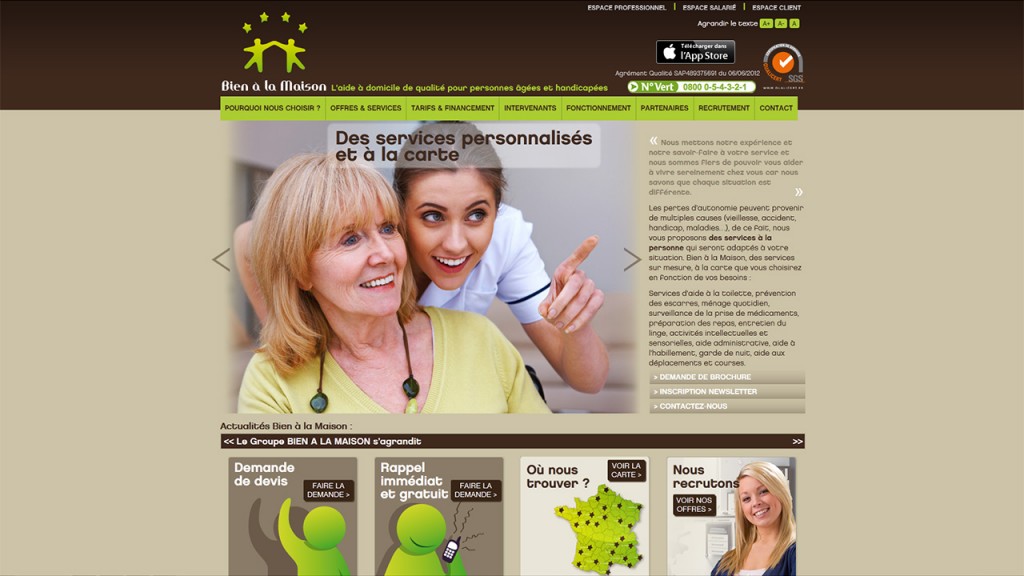 ESPACE PROFESSIONNEL | ESPACE SALARIÉ | ESPACE CLIENT
Agrandir le texte A+ A- A
Télécharger dans
l'App Store
Agrément Qualité SAP489375691 du 06/06/2012
SGS
Bien à la Maison L'aide à domicile de qualité pour personnes âgées et handicapées
N° Vert 0800 0-5-4-3-2-1
POURQUOI NOUS CHOISIR ? OFFRES & SERVICES TARIFS & FINANCEMENT INTERVENANTS FONCTIONNEMENT PARTENAIRES RECRUTEMENT CONTACT
Des services personnalisés
et à la carte
« Nous mettons notre expérience et
notre savoir-faire à votre service et
nous sommes fiers de pouvoir vous aider
à vivre sereinement chez vous car nous
savons que chaque situation est
différente. »
Les pertes d'autonomie peuvent provenir
de multiples causes (vieillesse, accident,
handicap, maladies...), de ce fait, nous
vous proposons des services à la
personne qui seront adaptés à votre
situation. Bien à la Maison, des services
sur mesure, à la carte que vous choisirez
en fonction de vos besoins :
Services d'aide à la toilette, prévention
des escarres, ménage quotidien,
surveillance de la prise de médicaments,
préparation des repas, entretien du
linge, activités intellectuelles et
sensorielles, aide administrative, aide à
l'habillement, garde de nuit, aide aux
déplacements et courses.
> DEMANDE DE BROCHURE
> INSCRIPTION NEWSLETTER
> CONTACTEZ-NOUS
Actualités Bien à la Maison :
<< Le Groupe BIEN A LA MAISON s'agrandit >>
Demande
de devis
FAIRE LA
DEMANDE >
Rappel
immédiat
et gratuit
FAIRE LA
DEMANDE >
Où nous
trouver ?
VOIR LA
CARTE >
Nous
recrutons
VOIR NOS
OFFRES >